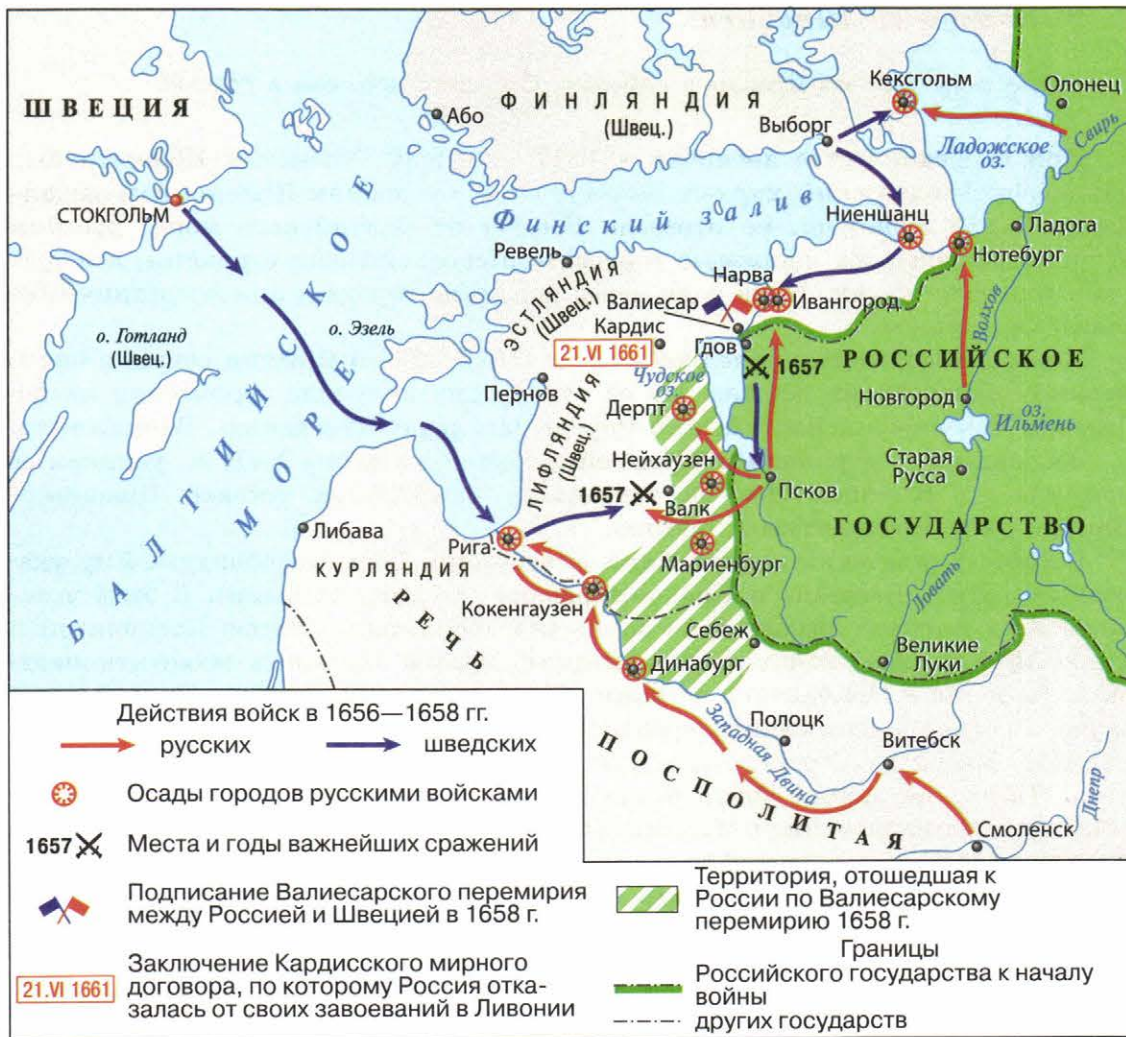 ШВЕЦИЯ
ФИНЛЯНДИЯ
(Швец.)
Або
Кексгольм
Олонец
Свирь
Выборг
Ладожское
оз.
СТОКГОЛЬМ
Финский залив
Ниеншанц
Ладога
Нотебург
Ревель
Нарва
Ивангород
Валиесар
ЭСТЛЯНДИЯ
(Швец.)
о. Готланд
(Швец.)
о. Эзель
Кардис
21.VI 1661
Гдов
1657
Волхов
РОССИЙСКОЕ
Чудское
оз.
Пернов
Дерпт
Новгород
оз.
Ильмень
БАЛТИЙСКОЕ
МОРЕ
ЛИФЛЯНДИЯ
(Швец.)
Нейхаузен
Старая
Русса
1657
Валк
Псков
ГОСУДАРСТВО
Либава
Рига
Мариенбург
КУРЛЯНДИЯ
Кокенгаузен
Ловать
РЕЧЬ
Себеж
Великие
Луки
Динабург
Полоцк
Западная Двина
Витебск
ПОСПОЛИТАЯ
Днепр
Смоленск
Действия войск в 1656—1658 гг.
русских
шведских
Осады городов русскими войсками
1657
Места и годы важнейших сражений
Подписание Валиесарского перемирия
между Россией и Швецией в 1658 г.
21.VI 1661
Заключение Кардисского мирного
договора, по которому Россия отка-
залась от своих завоеваний в Ливонии
Территория, отошедшая к
России по Валиесарскому
перемирию 1658 г.
Границы
Российского государства к началу
войны
других государств